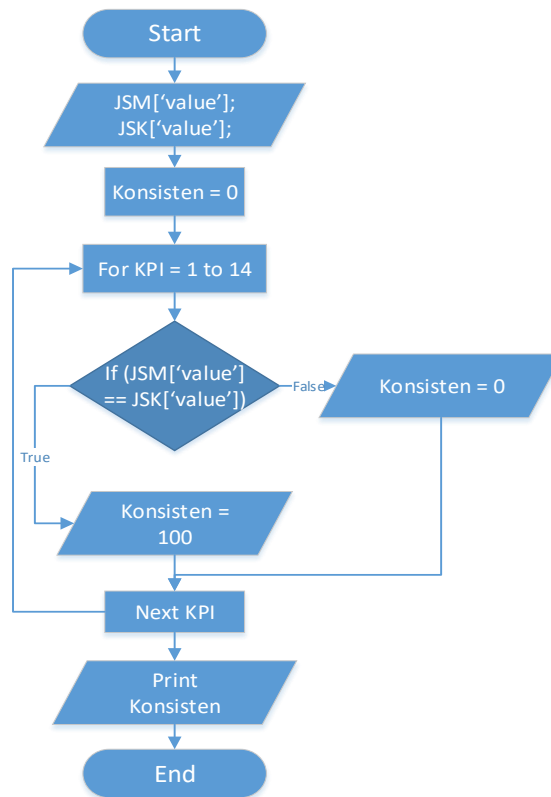 Start
JSM[‘value’];
JSK[‘value’];
Konsisten = 0
For KPI = 1 to 14
If (JSM[‘value’]
== JSK[‘value’])
False
Konsisten = 0
True
Konsisten =
100
Next KPI
Print
Konsisten
End